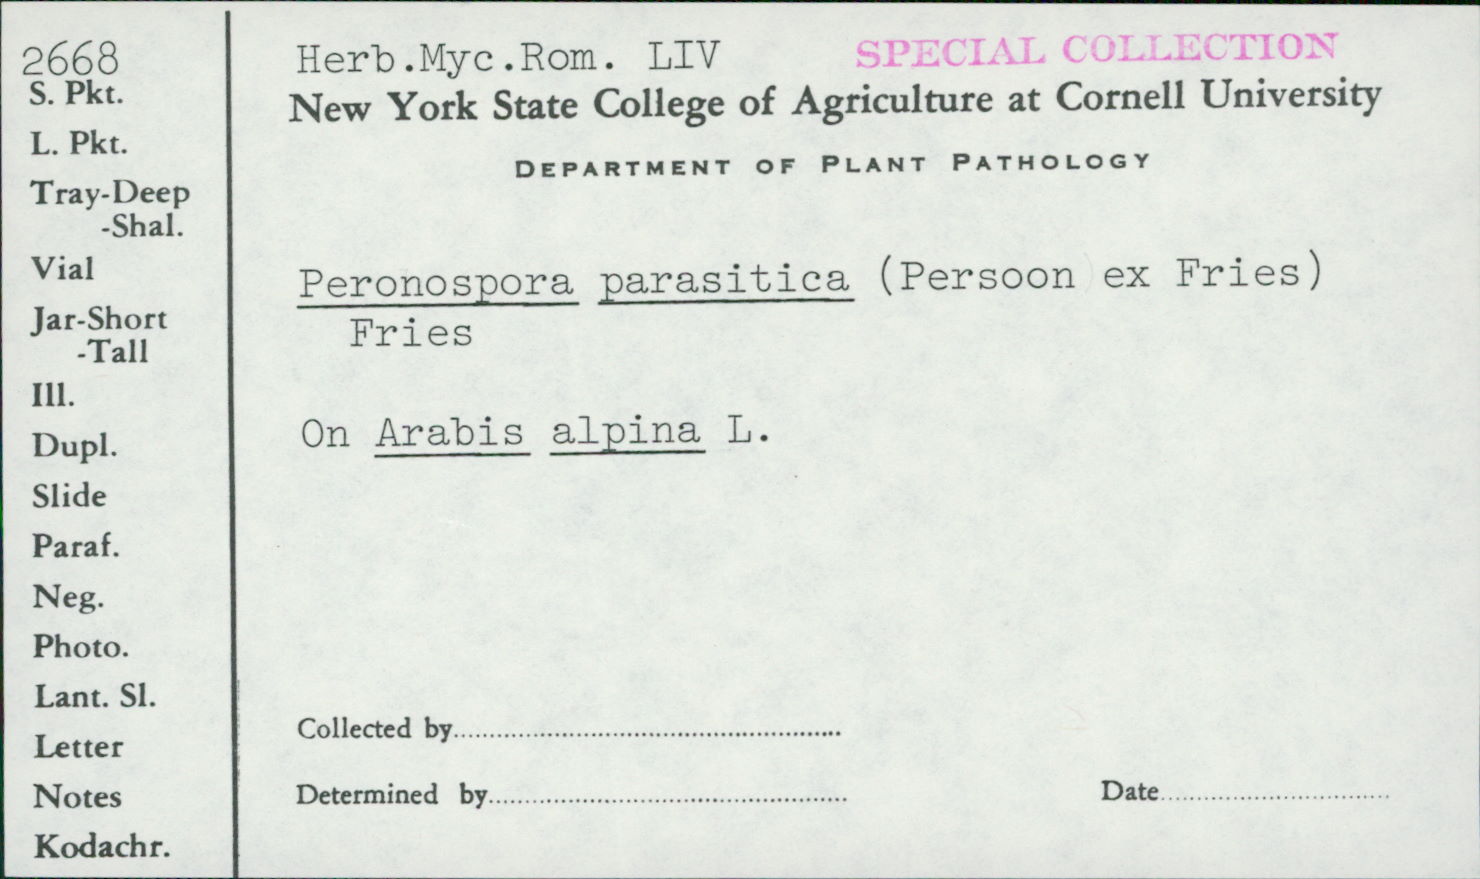 2668
S. Pkt.
L. Pkt.
Tray-Deep
-Shal.
Vial
Jar-Short
-Tall
Ill.
Dupl.
Slide
Paraf.
Neg.
Photo.
Lant. Sl.
Letter
Notes
Kodachr.
Herb.Myc.Rom. LIV SPECIAL COLLECTION
New York State College of Agriculture at Cornell University
DEPARTMENT OF PLANT PATHOLOGY
Peronospora parasitica (Persoon ex Fries)
Fries
On Arabis alpina L.
Collected by
Determined by Date